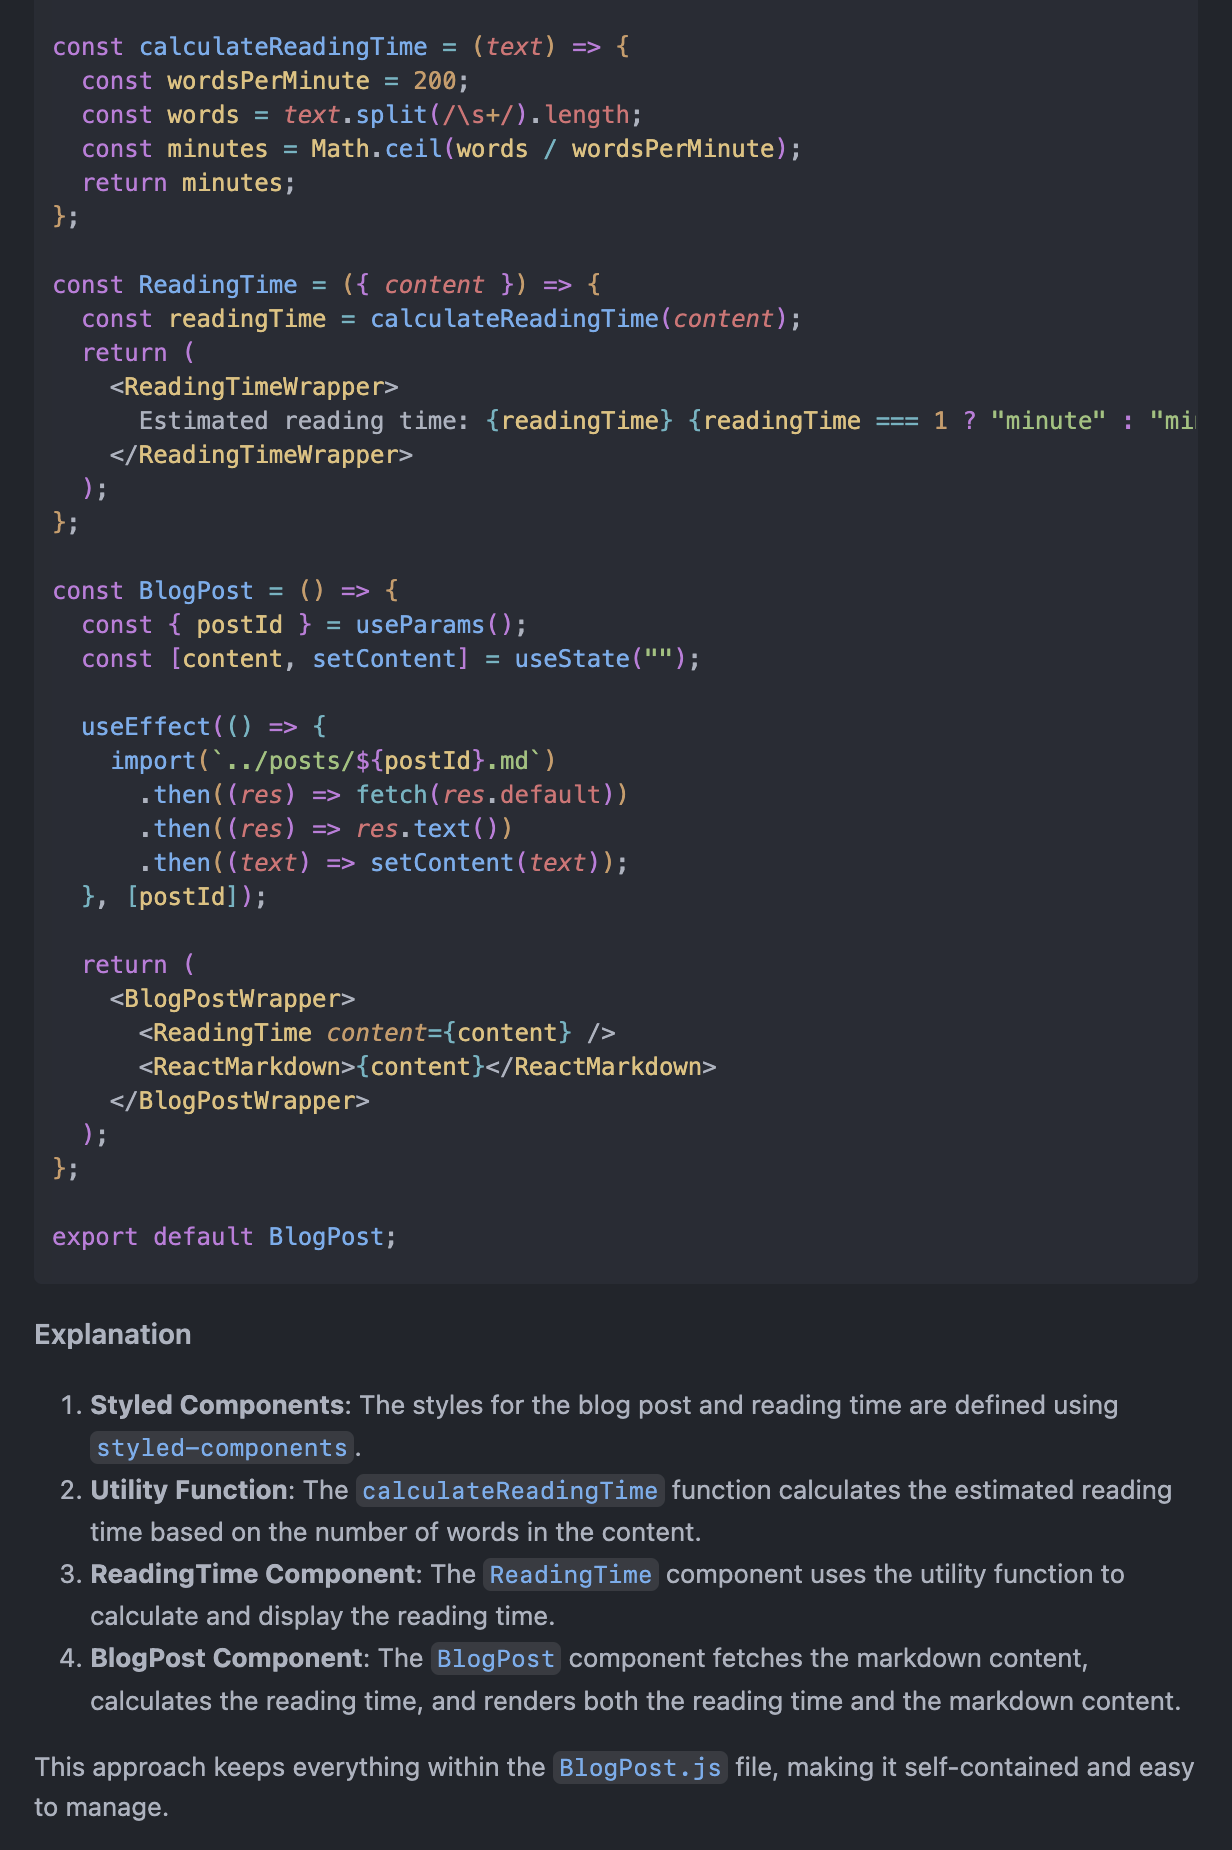 const calculateReadingTime = (text) => {
  const wordsPerMinute = 200;
  const words = text.split(/\s+/).length;
  const minutes = Math.ceil(words / wordsPerMinute);
  return minutes;
};

const ReadingTime = ({ content }) => {
  const readingTime = calculateReadingTime(content);
  return (
    <ReadingTimeWrapper>
      Estimated reading time: {readingTime} {readingTime === 1 ? "minute" : "mi
    </ReadingTimeWrapper>
  );
};

const BlogPost = () => {
  const { postId } = useParams();
  const [content, setContent] = useState("");

  useEffect(() => {
    import(`../posts/${postId}.md`)
      .then((res) => fetch(res.default))
      .then((res) => res.text())
      .then((text) => setContent(text));
  }, [postId]);

  return (
    <BlogPostWrapper>
      <ReadingTime content={content} />
      <ReactMarkdown>{content}</ReactMarkdown>
    </BlogPostWrapper>
  );
};

export default BlogPost;

Explanation
1. Styled Components: The styles for the blog post and reading time are defined using
styled-components.
2. Utility Function: The calculateReadingTime function calculates the estimated reading
time based on the number of words in the content.
3. ReadingTime Component: The ReadingTime component uses the utility function to
calculate and display the reading time.
4. BlogPost Component: The BlogPost component fetches the markdown content,
calculates the reading time, and renders both the reading time and the markdown content.
This approach keeps everything within the BlogPost.js file, making it self-contained and easy
to manage.